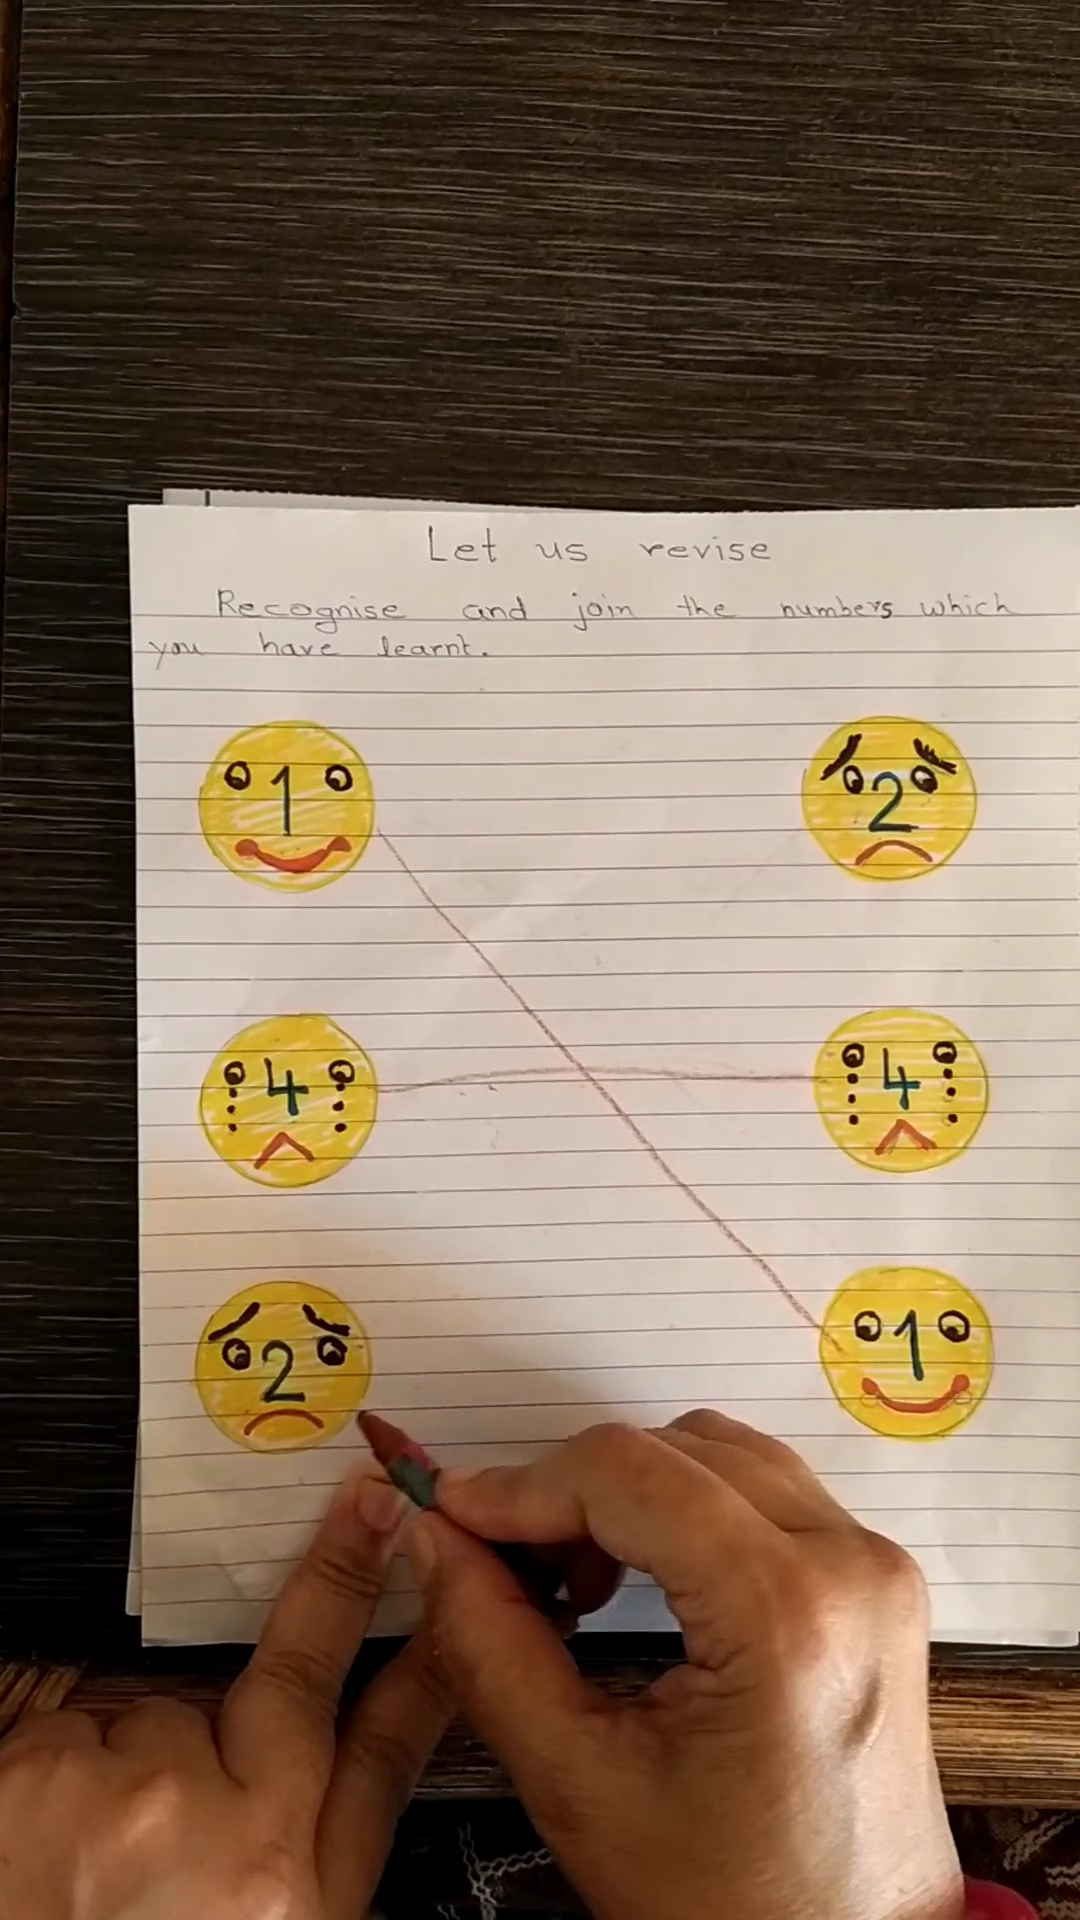 Let us revise
Recognise and join the numbers which
you have learnt.
1 2
4 4
2 1